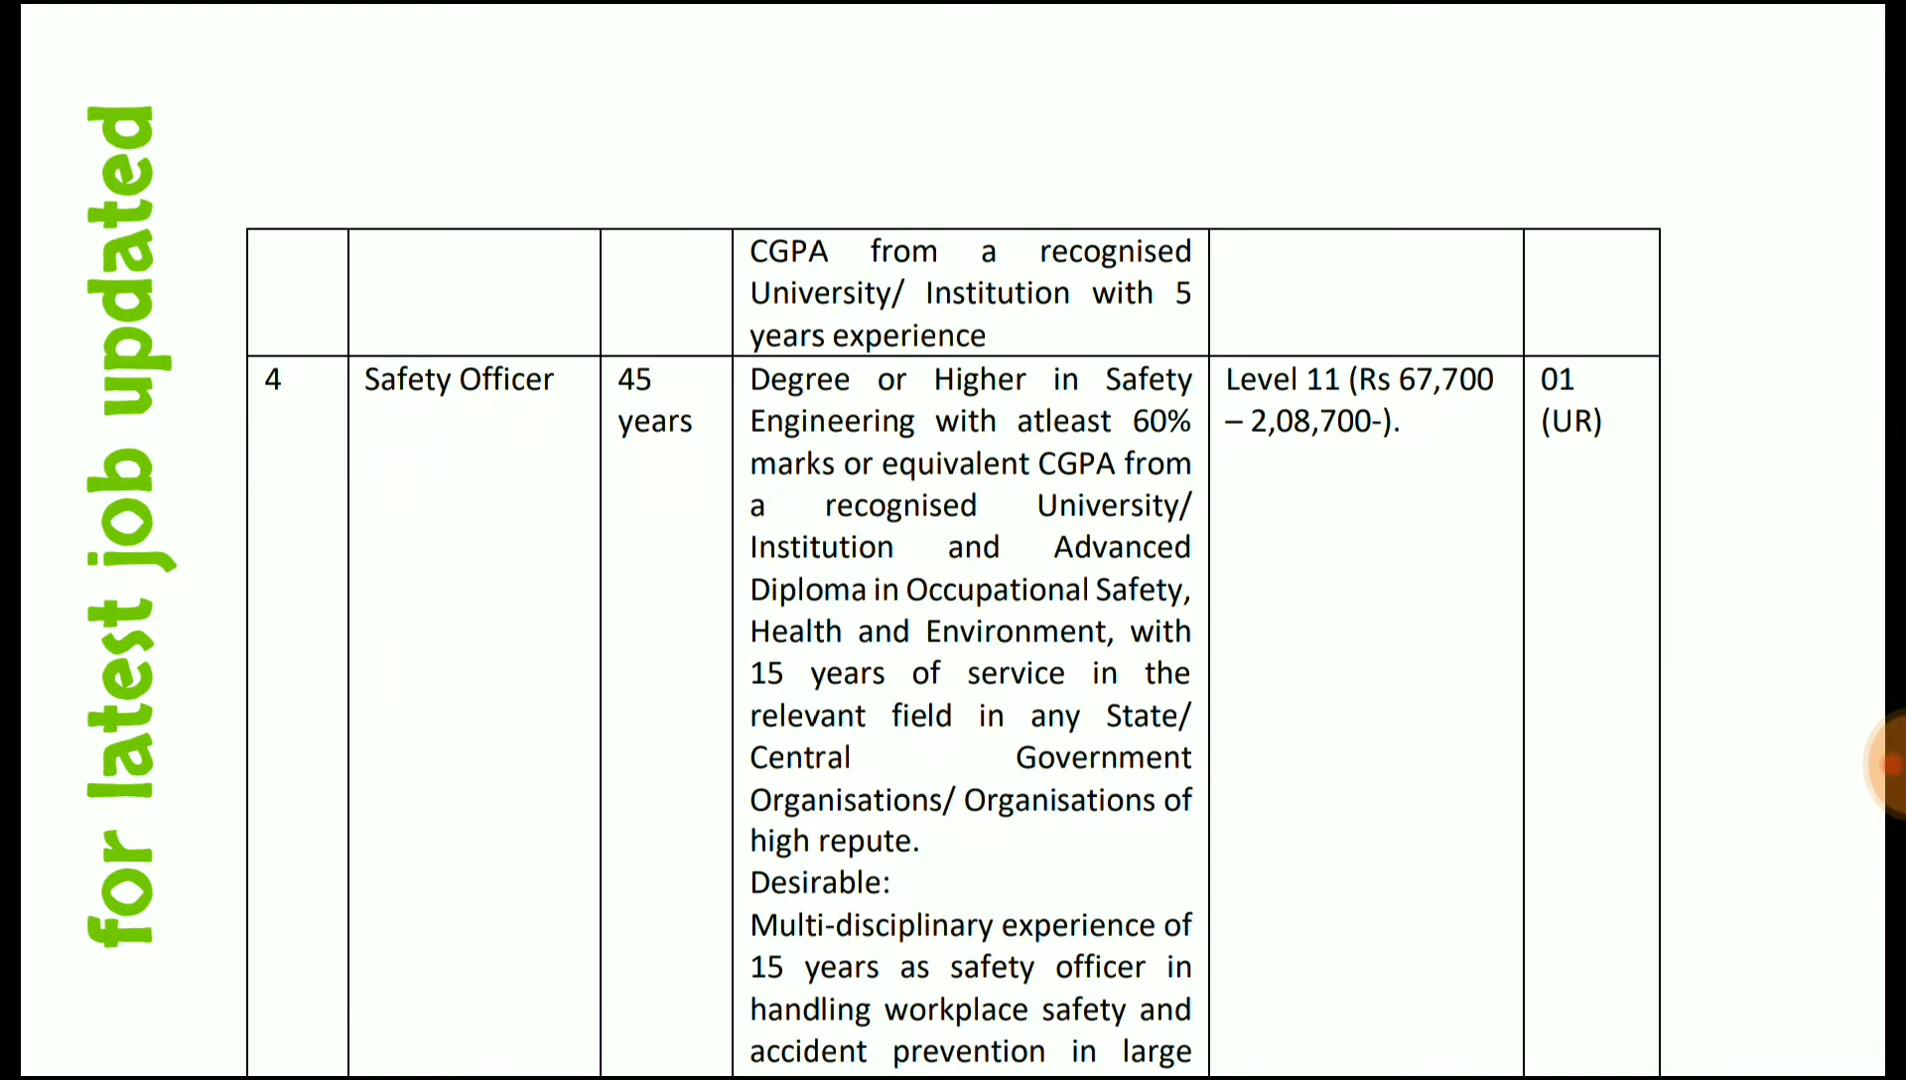 for latest job updated
CGPA from a recognised
University/ Institution with 5
years experience
4
Safety Officer
45
years
Degree or Higher in Safety
Engineering with atleast 60%
marks or equivalent CGPA from
a recognised University/
Institution and Advanced
Diploma in Occupational Safety,
Health and Environment, with
15 years of service in the
relevant field in any State/
Central Government
Organisations/ Organisations of
high repute.
Desirable:
Multi-disciplinary experience of
15 years as safety officer in
handling workplace safety and
accident prevention in large
Level 11 (Rs 67,700
– 2,08,700-).
01
(UR)